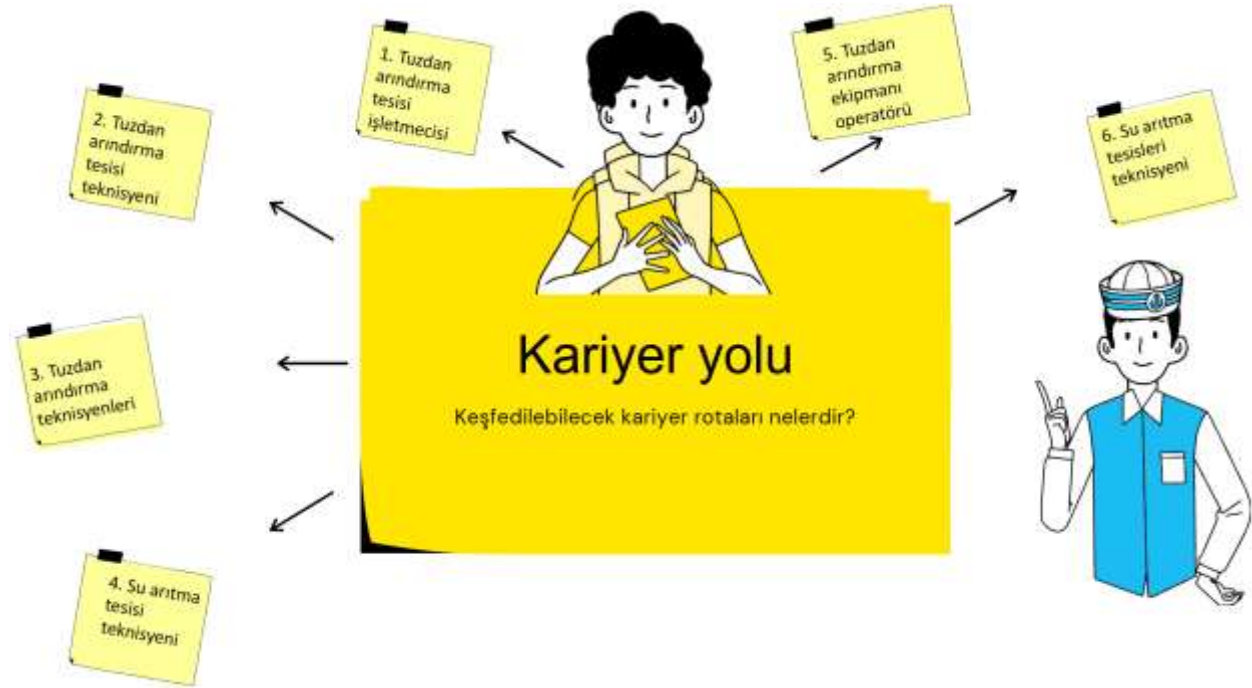 1. Tuzdan
arındırma
tesisi
işletmecisi
2. Tuzdan
arındırma
tesisi
teknisyeni
3. Tuzdan
arındırma
teknisyenleri
4. Su arıtma
tesisi
teknisyeni
5. Tuzdan
arındırma
ekipmanı
operatörü
6. Su arıtma
tesisleri
teknisyeni
Kariyer yolu
Keşfedilebilecek kariyer rotaları nelerdir?